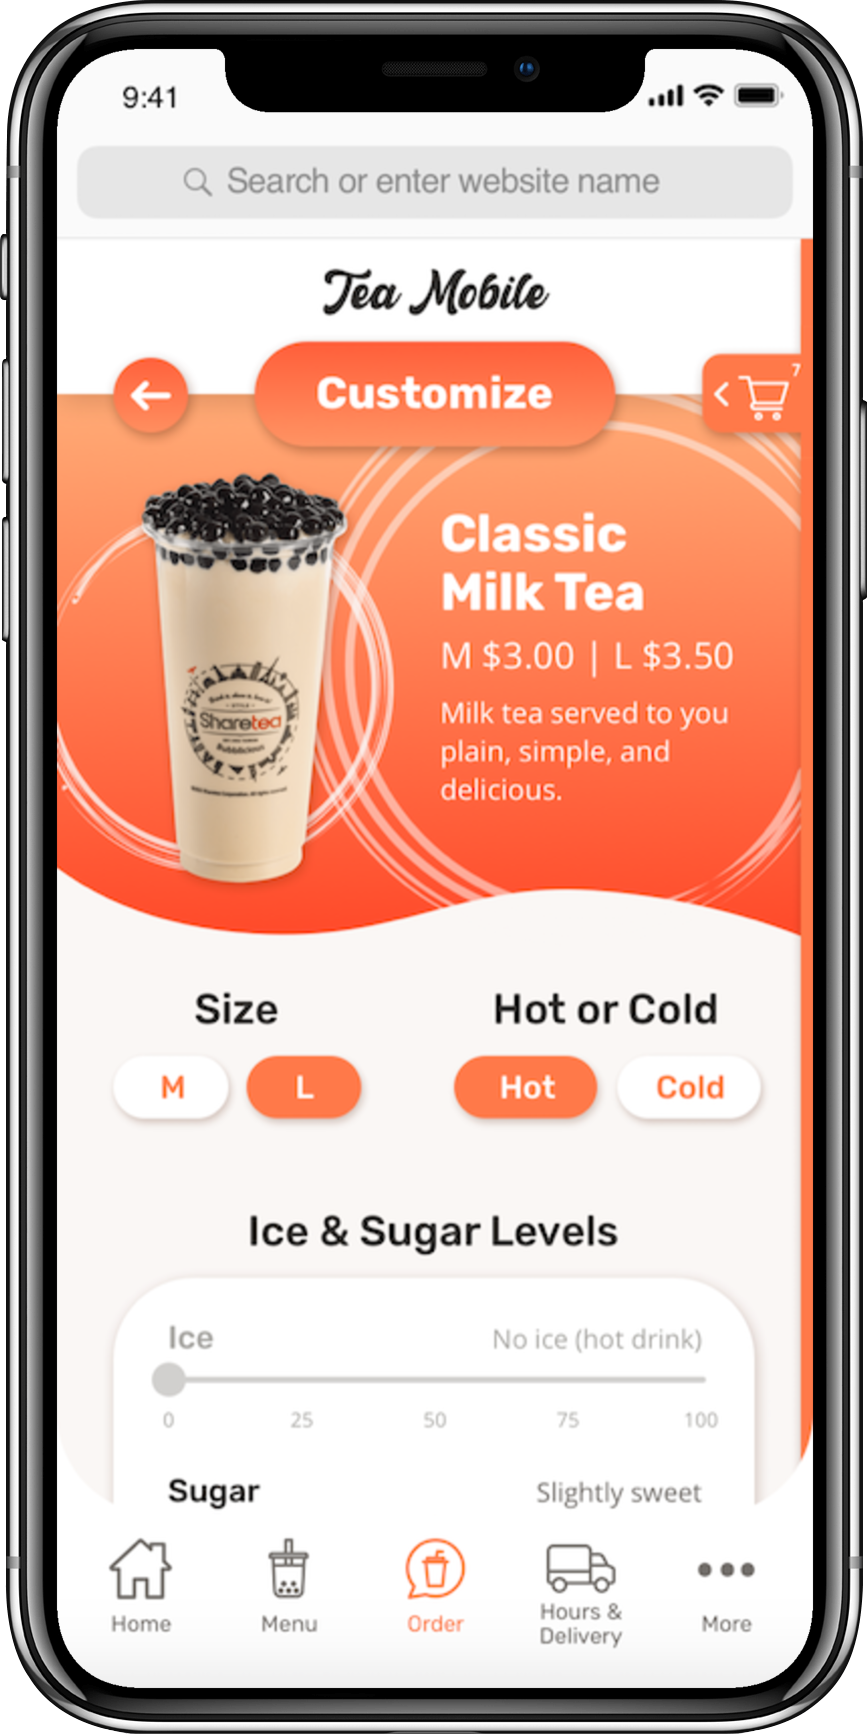 9:41
Search or enter website name
Tea Mobile
Customize
7
Classic
Milk Tea
M $3.00 | L $3.50
Milk tea served to you
plain, simple, and
delicious.
Sharetea
Bubblicious
Size
Hot or Cold
M
L
Hot
Cold
Ice & Sugar Levels
Ice
No ice (hot drink)
0
25
50
75
100
Sugar
Slightly sweet
Home
Menu
Order
Hours &
Delivery
More